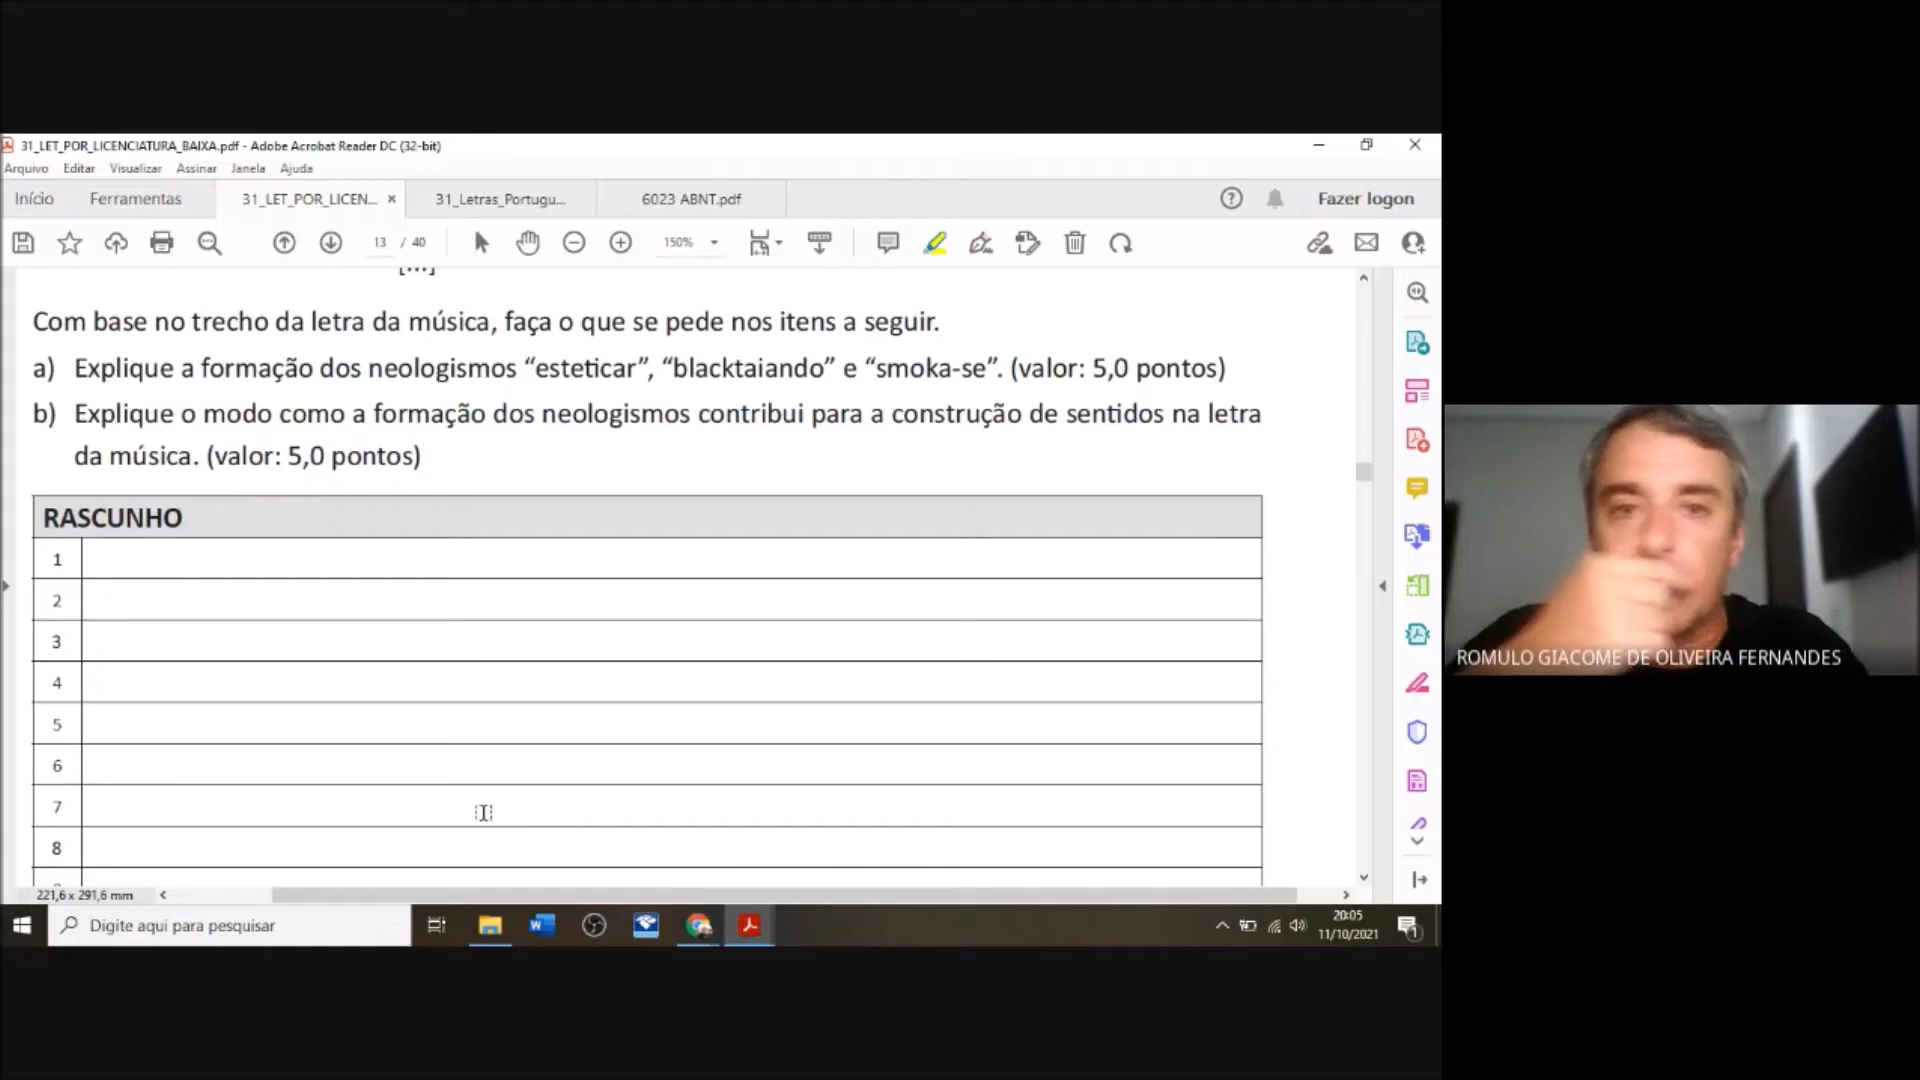 31_LET_POR_LICENCIATURA_BAIXA.pdf - Adobe Acrobat Reader DC (32-bit)
Arquivo Editar Visualizar Assinar Janela Ajuda
Início Ferramentas 31_LET_POR_LICEN... × 31_Letras_Portugu... 6023 ABNT.pdf Fazer logon
13 / 40 150%
[...]
Com base no trecho da letra da música, faça o que se pede nos itens a seguir.
a) Explique a formação dos neologismos “esteticar”, “blacktaiando” e “smoka-se”. (valor: 5,0 pontos)
b) Explique o modo como a formação dos neologismos contribui para a construção de sentidos na letra
da música. (valor: 5,0 pontos)
RASCUNHO
1
2
3
4
5
6
7
8
221,6 x 291,6 mm
Digite aqui para pesquisar
20:05
11/10/2021
1
ROMULO GIACOME DE OLIVEIRA FERNANDES